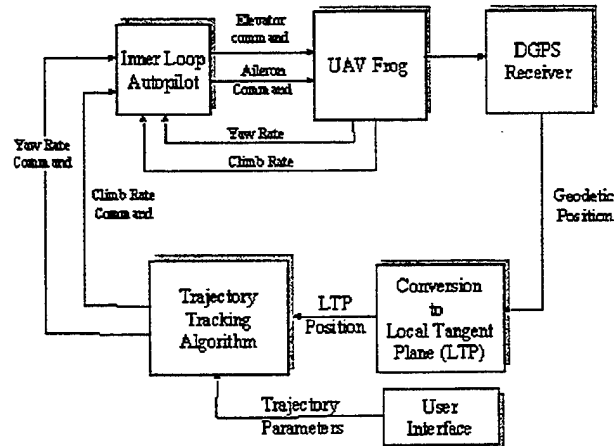 Elevator
command
Inner Loop
Autopilot
Aileron
Command
UAV Frog
DGPS
Receiver
Yaw Rate
Climb Rate
Yaw Rate
Command
Climb Rate
Command
Geodetic
Position
Trajectory
Tracking
Algorithm
LTP
Position
Conversion
to
Local Tangent
Plane (LTP)
Trajectory
Parameters
User
Interface